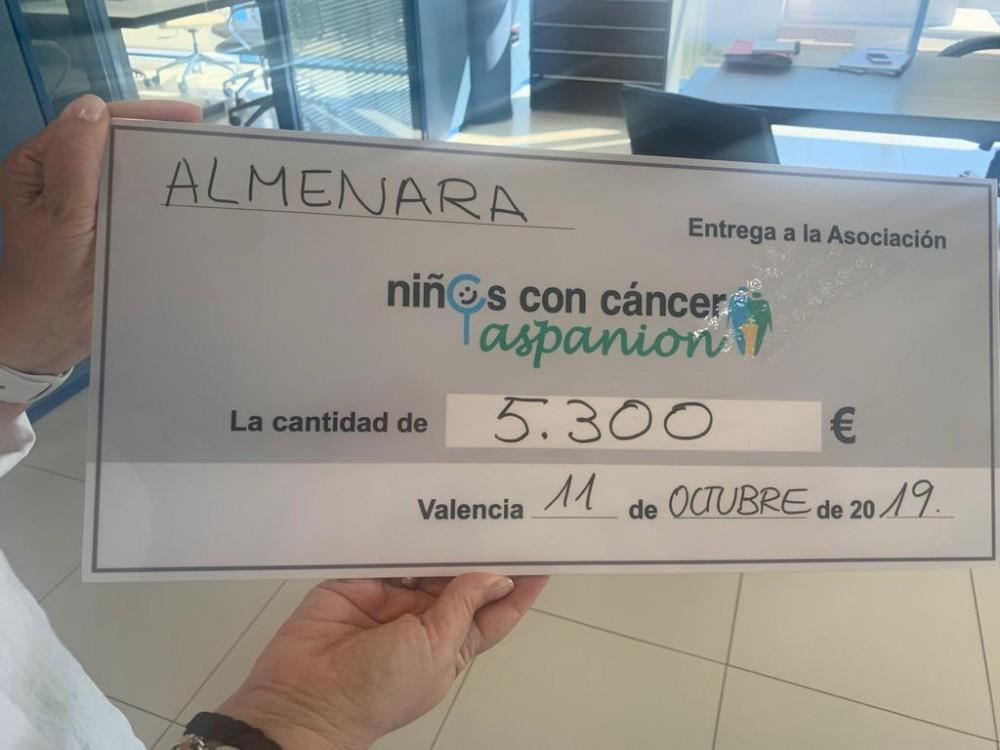 ALMENARA
Entrega a la Asociación
niños con cáncer
aspanion
La cantidad de 5.300 €
Valencia 11 de OCTUBRE de 2019.